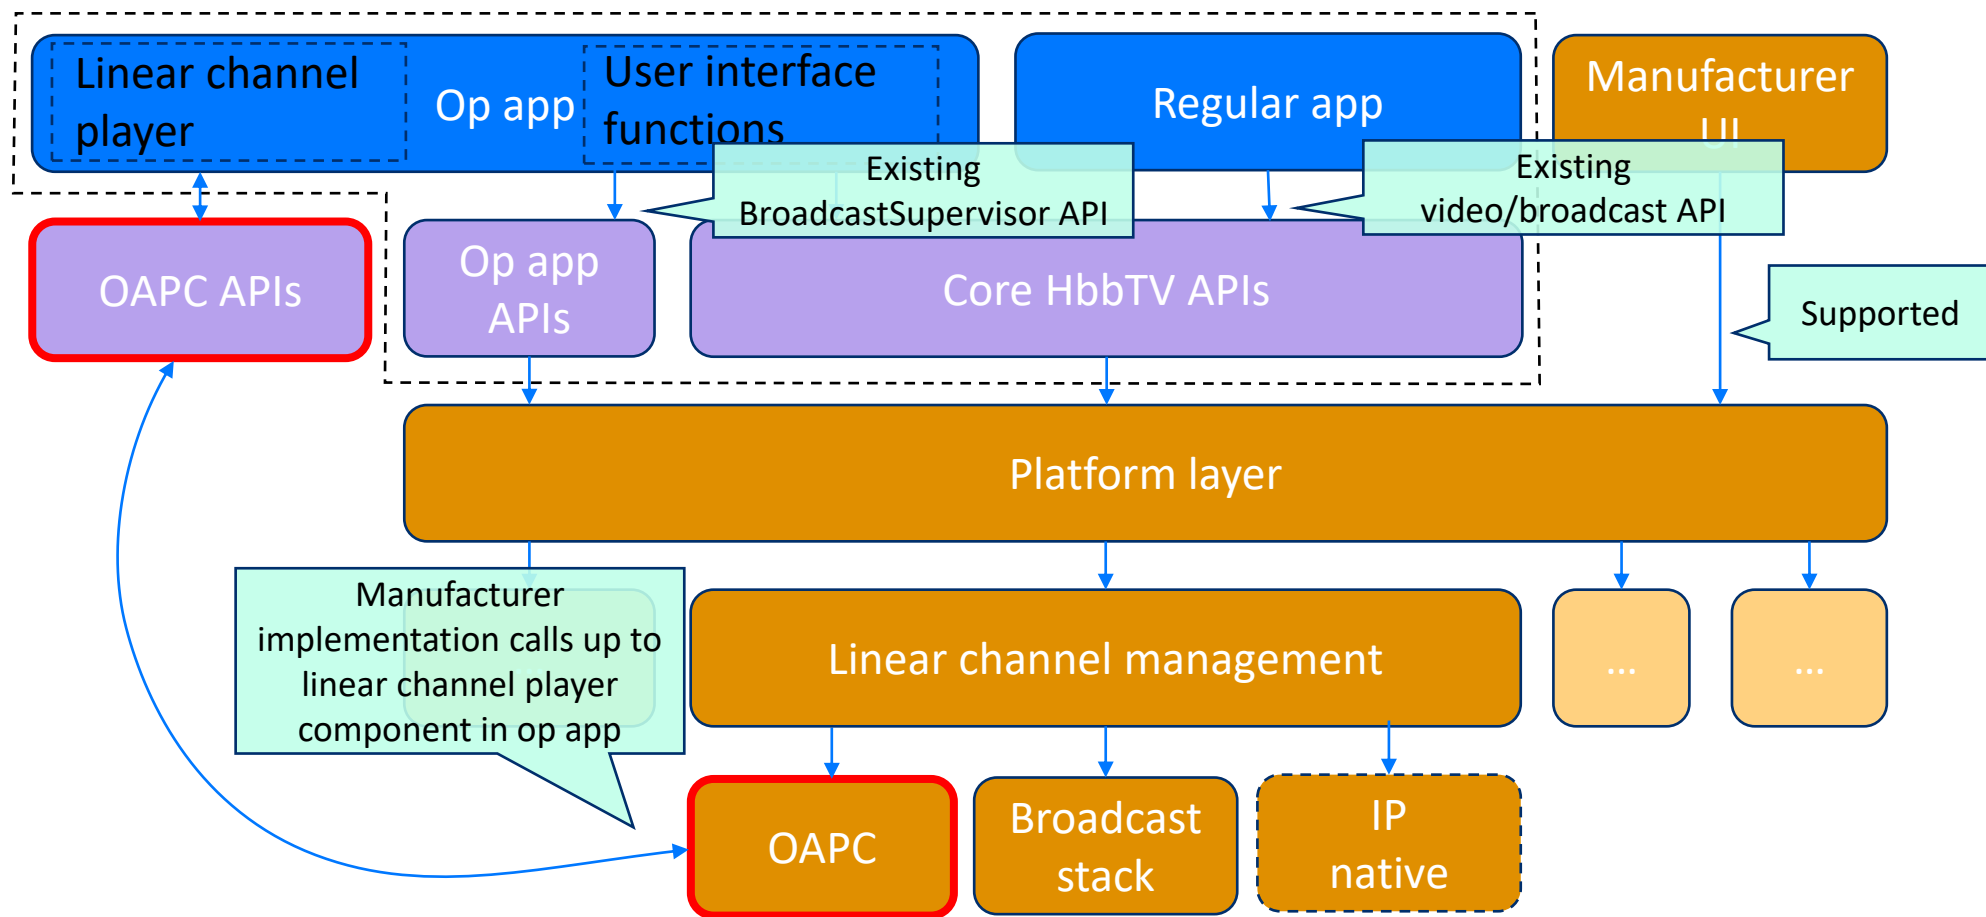 Linear channel
player
Op app
User interface
functions
Regular app
Manufacturer
UI
Existing
BroadcastSupervisor API
Existing
video/broadcast API
OAPC APIs
Op app
APIs
Core HbbTV APIs
Supported
Platform layer
Manufacturer
implementation calls up to
linear channel player
component in op app
Linear channel management
...
...
OAPC
Broadcast
stack
IP
native